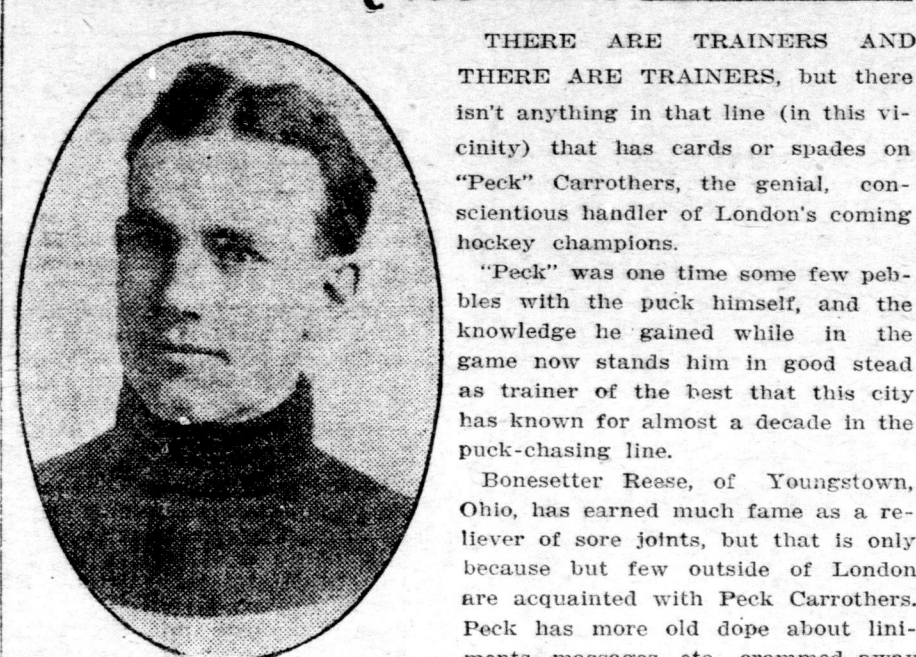 THERE ARE TRAINERS AND
THERE ARE TRAINERS, but there
isn't anything in that line (in this vi-
cinity) that has cards or spades on
"Peck" Carrothers, the genial, con-
scientious handler of London's coming
hockey champions.
"Peck" was one time some few peb-
bles with the puck himself, and the
knowledge he gained while in the
game now stands him in good stead
as trainer of the best that this city
has known for almost a decade in the
puck-chasing line.
Bonesetter Reese, of Youngstown,
Ohio, has earned much fame as a re-
liever of sore joints, but that is only
because but few outside of London
are acquainted with Peck Carrothers.
Peck has more old dope about lini-
ments, massages, etc. crammed away